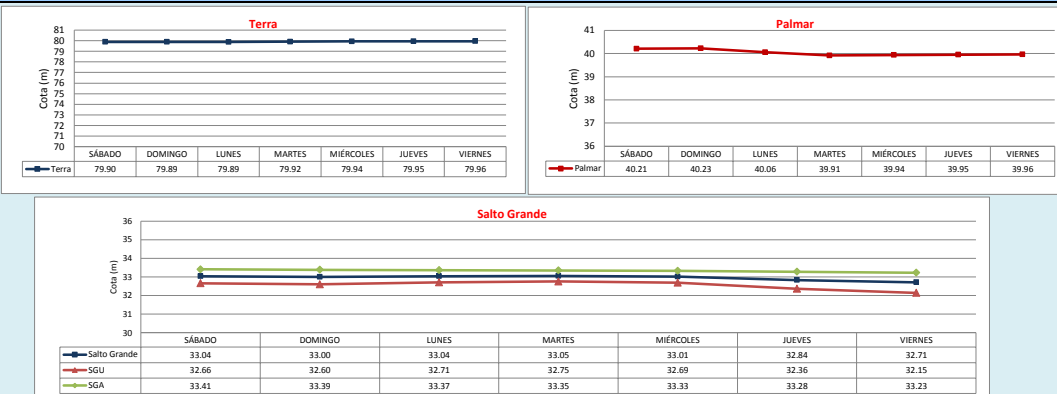 Terra
81
80
79
78
77
76
75
74
73
72
71
70
Cota (m)
SÁBADO DOMINGO LUNES MARTES MIÉRCOLES JUEVES VIERNES
Terra 79.90 79.89 79.89 79.92 79.94 79.95 79.96
Palmar
41
40
39
38
37
36
Cota (m)
SÁBADO DOMINGO LUNES MARTES MIÉRCOLES JUEVES VIERNES
Palmar 40.21 40.23 40.06 39.91 39.94 39.95 39.96
Salto Grande
36
35
34
33
32
31
30
Cota (m)
SÁBADO DOMINGO LUNES MARTES MIÉRCOLES JUEVES VIERNES
Salto Grande 33.04 33.00 33.04 33.05 33.01 32.84 32.71
SGU 32.66 32.60 32.71 32.75 32.69 32.36 32.15
SGA 33.41 33.39 33.37 33.35 33.33 33.28 33.23